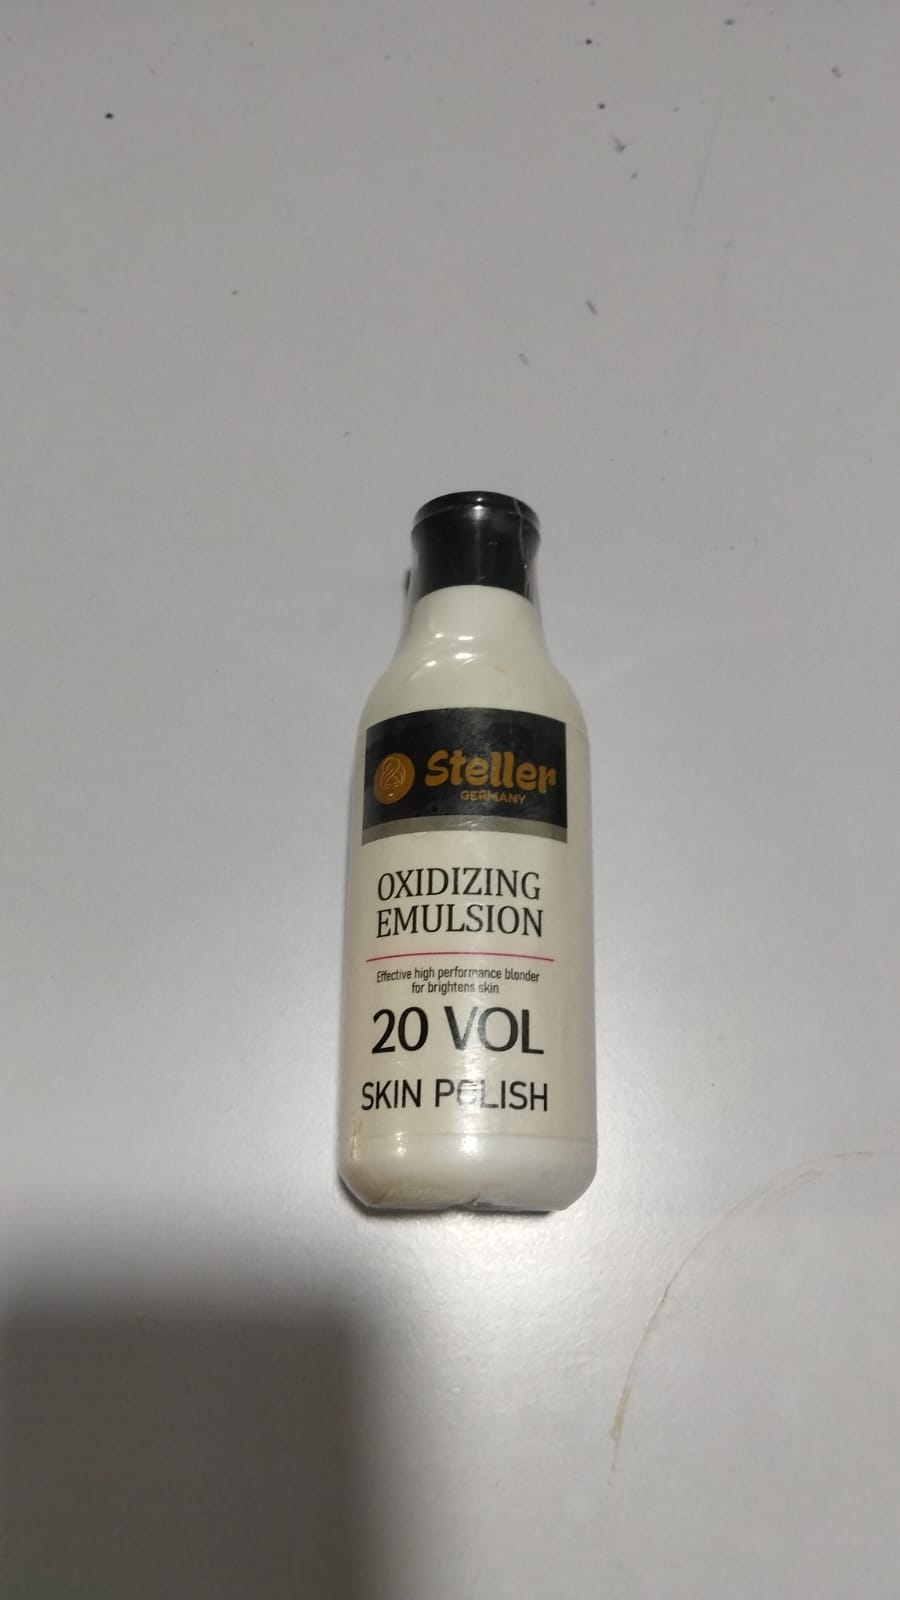 Steller
GERMANY
OXIDIZING
EMULSION
Effective high performance blonder
for brightens skin
20 VOL
SKIN POLISH